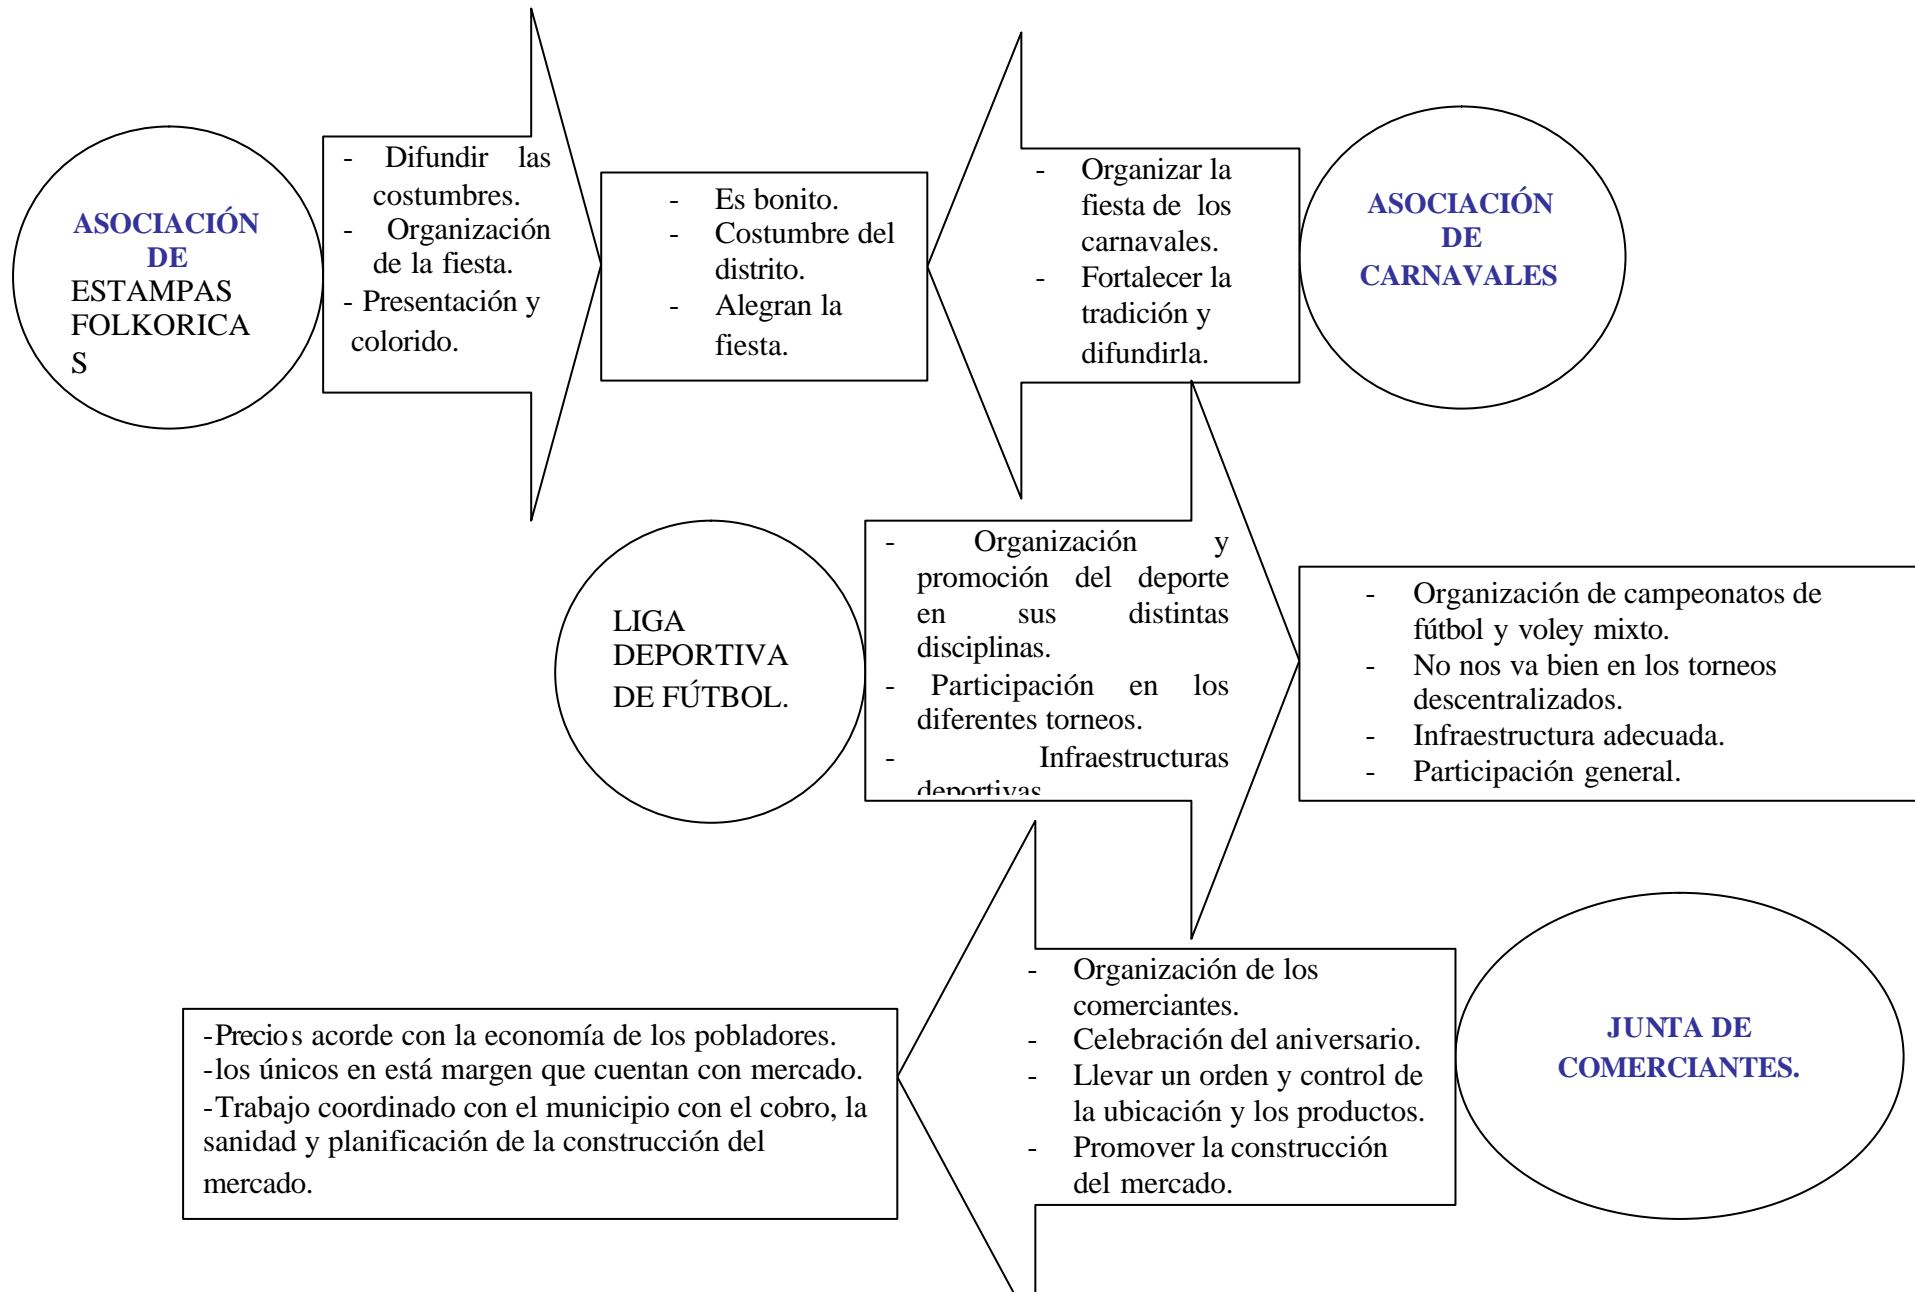 ASOCIACIÓN
DE
ESTAMPAS
FOLKORICA
S
- Difundir las
costumbres.
- Organización
de la fiesta.
- Presentación y
colorido.
- Es bonito.
- Costumbre del
distrito.
- Alegran la
fiesta.
- Organizar la
fiesta de los
carnavales.
- Fortalecer la
tradición y
difundirla.
ASOCIACIÓN
DE
CARNAVALES
LIGA
DEPORTIVA
DE FÚTBOL.
- Organización y
promoción del deporte
en sus distintas
disciplinas.
- Participación en los
diferentes torneos.
- Infraestructuras
deportivas
- Organización de campeonatos de
fútbol y voley mixto.
- No nos va bien en los torneos
descentralizados.
- Infraestructura adecuada.
- Participación general.
-Precios acorde con la economía de los pobladores.
-los únicos en está margen que cuentan con mercado.
-Trabajo coordinado con el municipio con el cobro, la
sanidad y planificación de la construcción del
mercado.
- Organización de los
comerciantes.
- Celebración del aniversario.
- Llevar un orden y control de
la ubicación y los productos.
- Promover la construcción
del mercado.
JUNTA DE
COMERCIANTES.